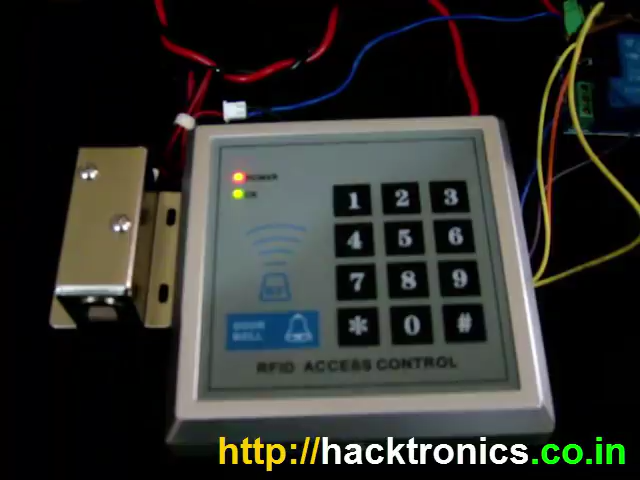 POWER
OK
1 2 3
4 5 6
7 8 9
* 0 #
DOOR
BELL
RFID ACCESS CONTROL
http://hacktronics.co.in